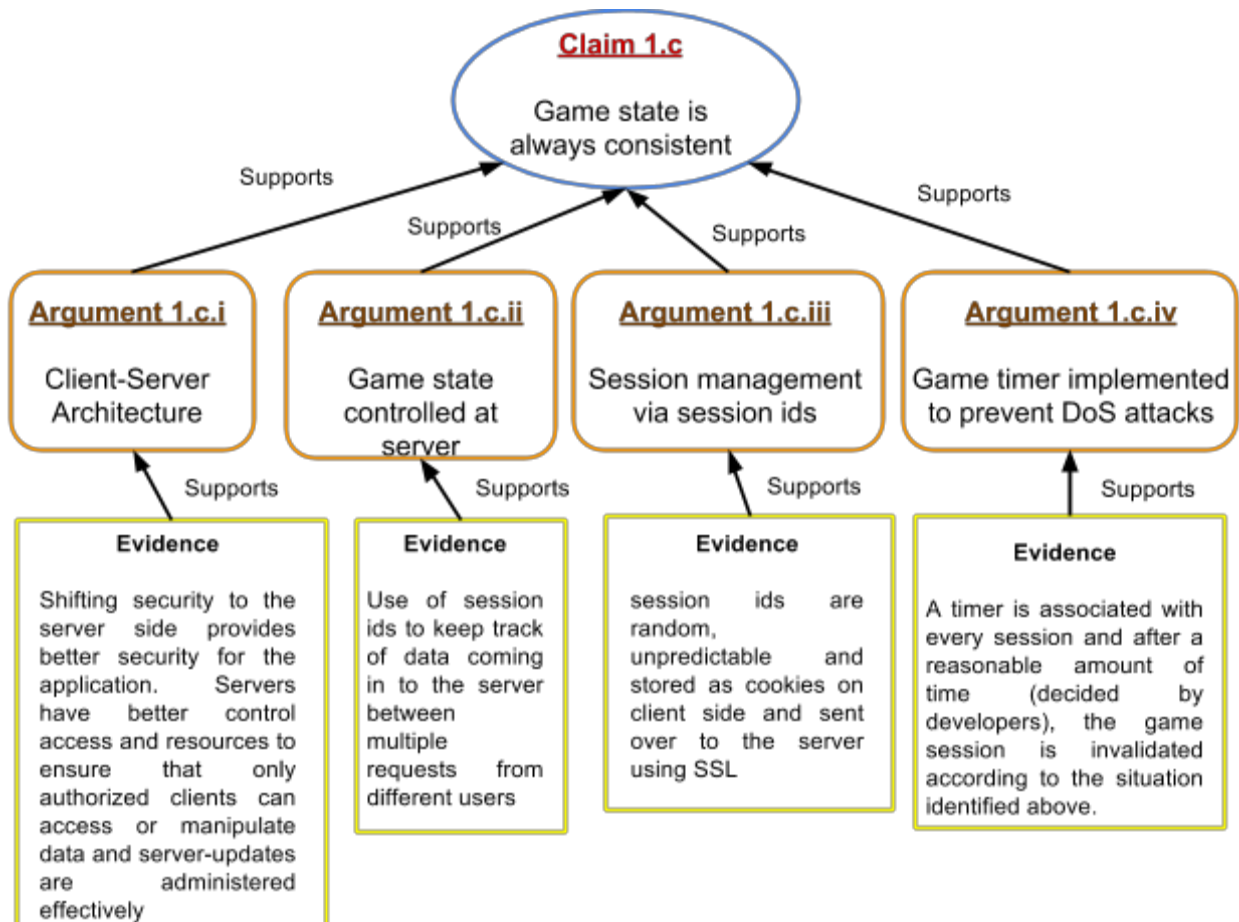 Claim 1.c
Game state is
always consistent
Supports
Supports
Supports
Supports
Argument 1.c.i
Client-Server
Architecture
Argument 1.c.ii
Game state
controlled at
server
Argument 1.c.iii
Session management
via session ids
Argument 1.c.iv
Game timer implemented
to prevent DoS attacks
Supports
Supports
Supports
Supports
Evidence
Shifting security to the
server side provides
better security for the
application. Servers
have better control
access and resources to
ensure that only
authorized clients can
access or manipulate
data and server-updates
are administered
effectively
Evidence
Use of session
ids to keep track
of data coming
in to the server
between
multiple
requests from
different users
Evidence
session ids are
random,
unpredictable and
stored as cookies on
client side and sent
over to the server
using SSL
Evidence
A timer is associated with
every session and after a
reasonable amount of
time (decided by
developers), the game
session is invalidated
according to the situation
identified above.